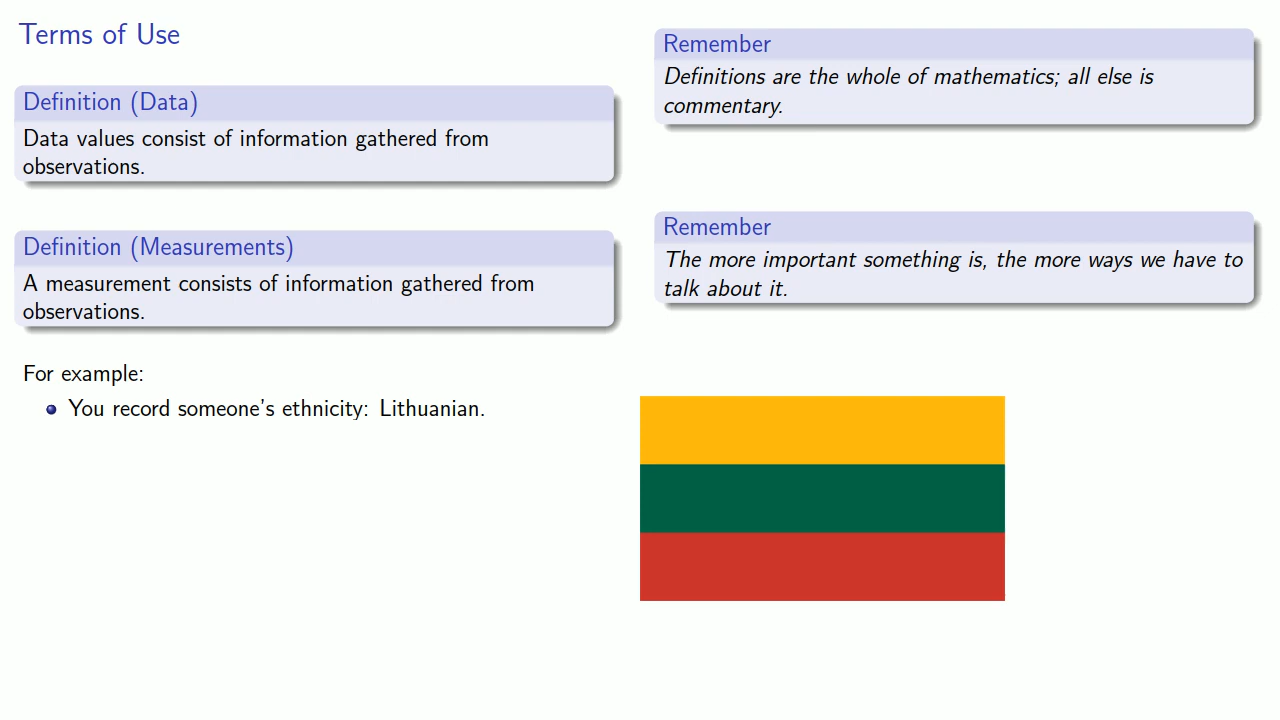 Terms of Use
Definition (Data)
Data values consist of information gathered from
observations.
Definition (Measurements)
A measurement consists of information gathered from
observations.
For example:
You record someone's ethnicity: Lithuanian.
Remember
Definitions are the whole of mathematics; all else is
commentary.
Remember
The more important something is, the more ways we have to
talk about it.